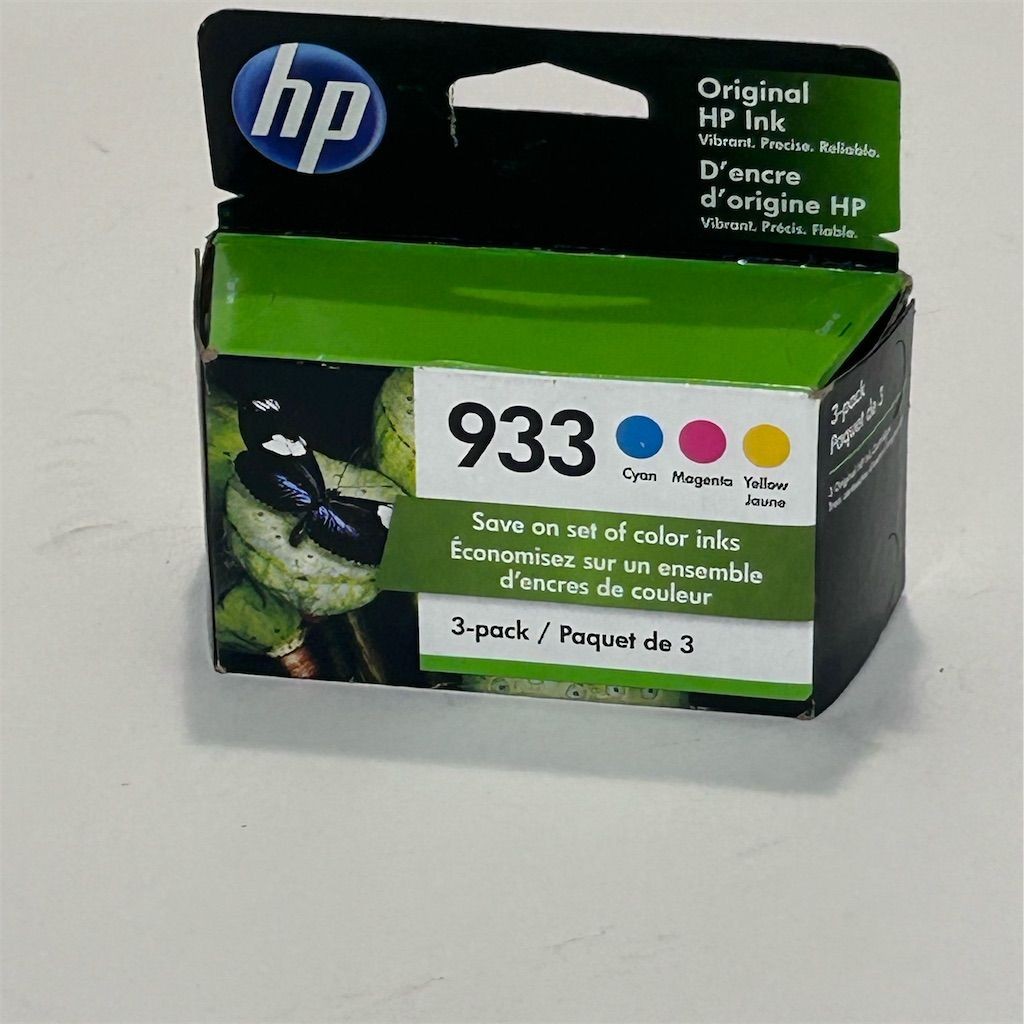 hp
Original
HP Ink
Vibrant. Precise. Reliable.
D'encre
d'origine HP
Vibrant. Précis. Fiable.
933
Cyan Magenta Yellow
Jaune
Save on set of color inks
Économisez sur un ensemble
d'encres de couleur
3-pack / Paquet de 3
3-pack
Paquet de 3